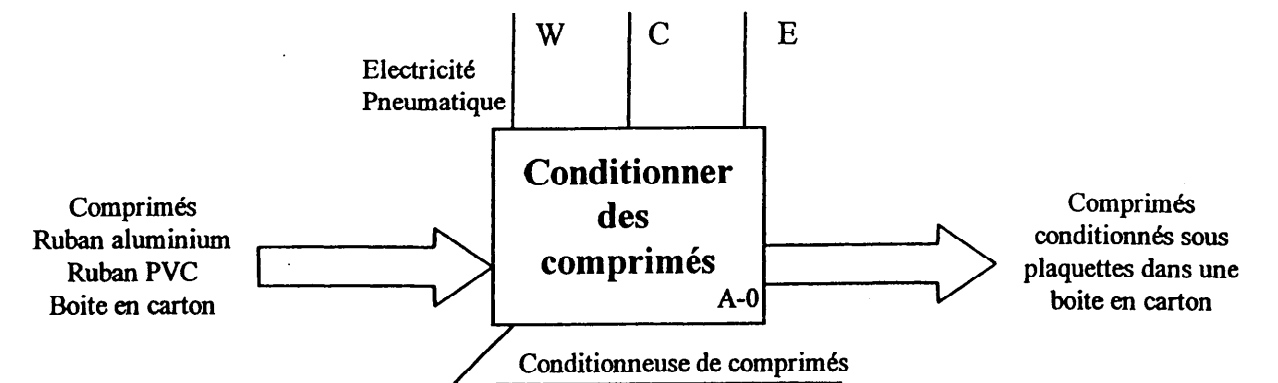 W C E
Electricité
Pneumatique
Conditionner
des
comprimés
A-0
Comprimés
Ruban aluminium
Ruban PVC
Boite en carton
Comprimés
conditionnés sous
plaquettes dans une
boite en carton
Conditionneuse de comprimés